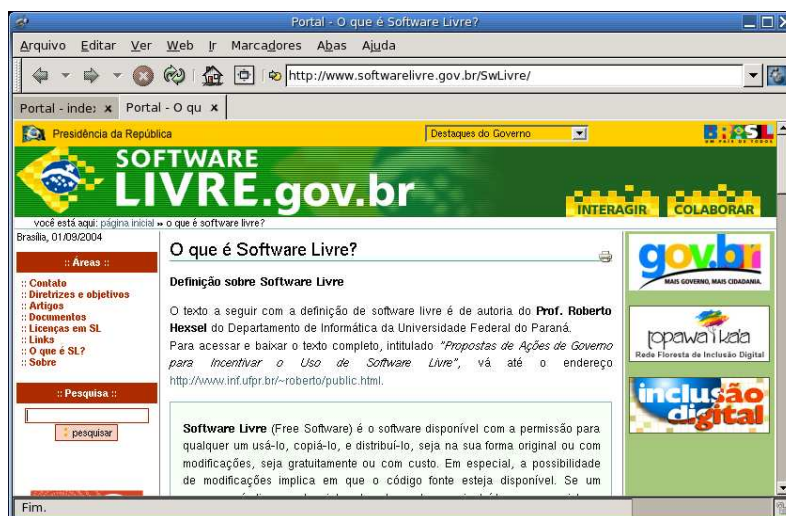 Portal - O que é Software Livre?
Arquivo Editar Ver Web Ir Marcadores Abas Ajuda
http://www.softwarelivre.gov.br/SwLivre/
Portal - inde: x Portal - O qu x
Presidência da República Destaques do Governo BRASIL
UM PAÍS DE TODOS
SOFTWARE
LIVRE.gov.br
INTERAGIR COLABORAR
você está aqui: página inicial » o que é software livre?
Brasília, 01/09/2004
:: Áreas ::
:: Contato
:: Diretrizes e objetivos
:: Artigos
:: Documentos
:: Licenças em SL
:: Links
:: O que é SL?
:: Sobre
:: Pesquisa ::
pesquisar
O que é Software Livre?
Definição sobre Software Livre
O texto a seguir com a definição de software livre é de autoria do Prof. Roberto
Hexsel do Departamento de Informática da Universidade Federal do Paraná.
Para acessar e baixar o texto completo, intitulado "Propostas de Ações de Governo
para Incentivar o Uso de Software Livre", vá até o endereço
http://www.inf.ufpr.br/~roberto/public.html.
Software Livre (Free Software) é o software disponível com a permissão para
qualquer um usá-lo, copiá-lo, e distribuí-lo, seja na sua forma original ou com
modificações, seja gratuitamente ou com custo. Em especial, a possibilidade
de modificações implica em que o código fonte esteja disponível. Se um
gov.br
MAIS GOVERNO, MAIS CIDADANIA.
topawa ka'a
Rede Floresta de Inclusão Digital
inclusão
digital
Fim.